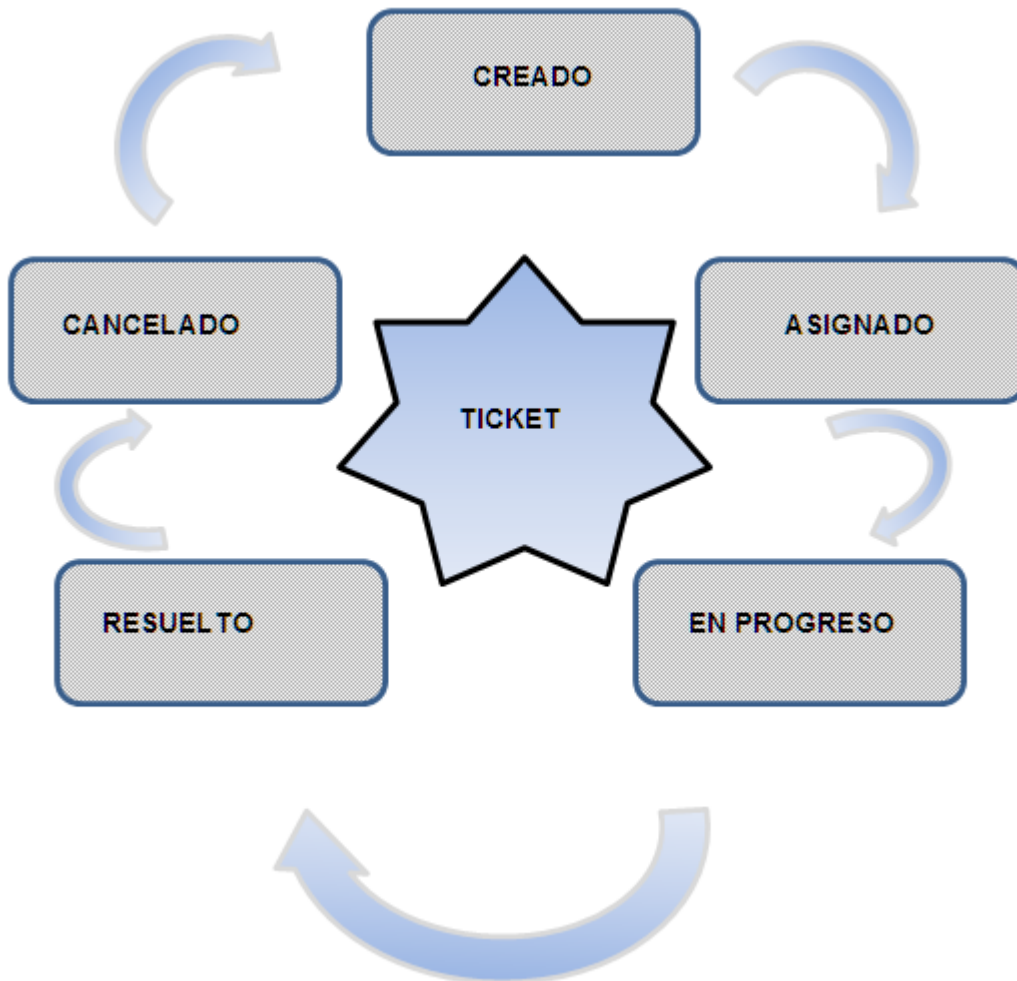 CREADO
CANCELADO
ASIGNADO
TICKET
RESUELTO
EN PROGRESO